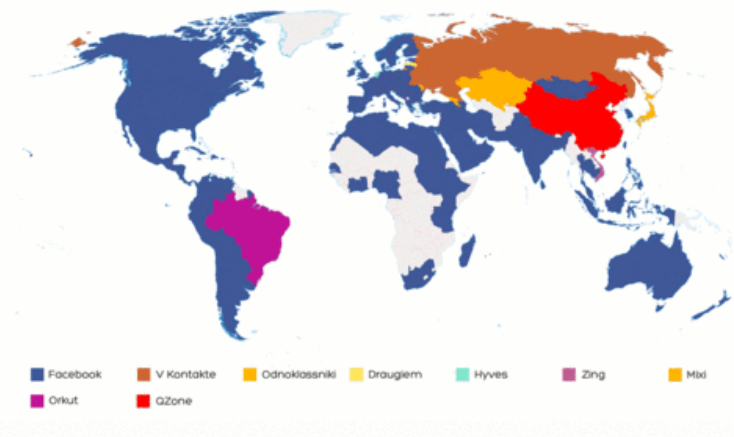 Facebook V Kontakte Odnoklassniki Draugiem Hyves Zing Mixi
Orkut QZone